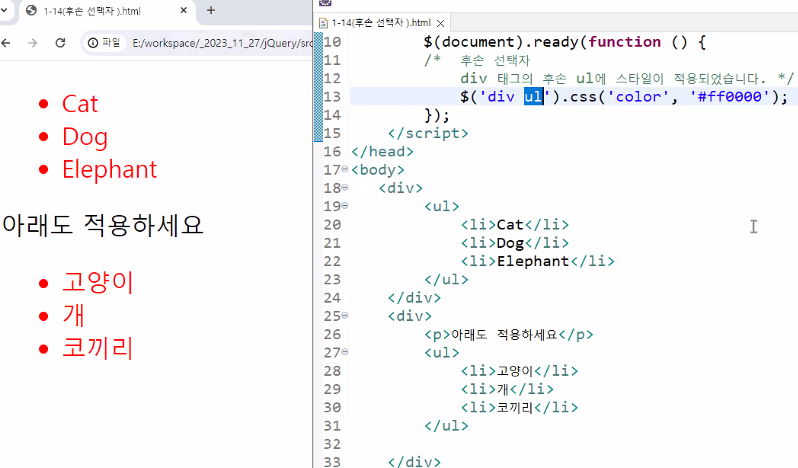 1-14(후손 선택자 ).html
파일 E:/workspace/_2023_11_27/jQuery/src
Cat
Dog
Elephant
아래도 적용하세요
고양이
개
코끼리
1-14(후손 선택자 ).html
10 $(document).ready(function () {
11 /* 후손 선택자
12 div 태그의 후손 ul에 스타일이 적용되었습니다. */
13 $('div ul').css('color', '#ff0000');
14 });
15 </script>
16 </head>
17 <body>
18 <div>
19 <ul>
20 <li>Cat</li>
21 <li>Dog</li>
22 <li>Elephant</li>
23 </ul>
24 </div>
25 <div>
26 <p>아래도 적용하세요</p>
27 <ul>
28 <li>고양이</li>
29 <li>개</li>
30 <li>코끼리</li>
31 </ul>
32
33 </div>